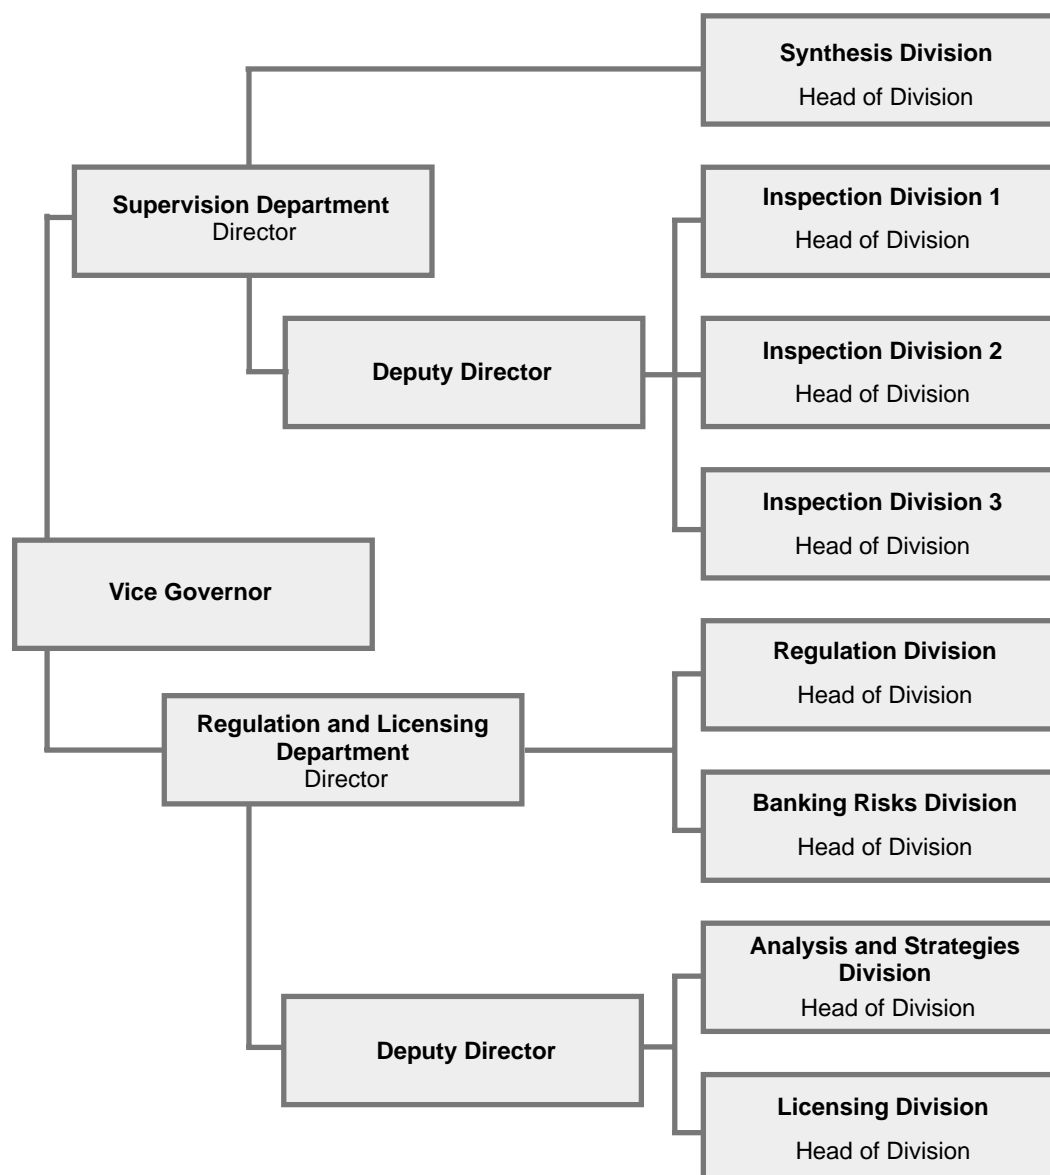 Synthesis Division
Head of Division
Supervision Department
Director
Inspection Division 1
Head of Division
Deputy Director
Inspection Division 2
Head of Division
Inspection Division 3
Head of Division
Vice Governor
Regulation Division
Head of Division
Regulation and Licensing
Department
Director
Banking Risks Division
Head of Division
Analysis and Strategies
Division
Head of Division
Deputy Director
Licensing Division
Head of Division